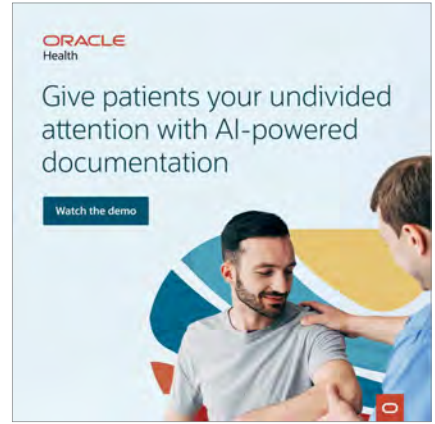 ORACLE
Health
Give patients your undivided
attention with AI-powered
documentation
Watch the demo